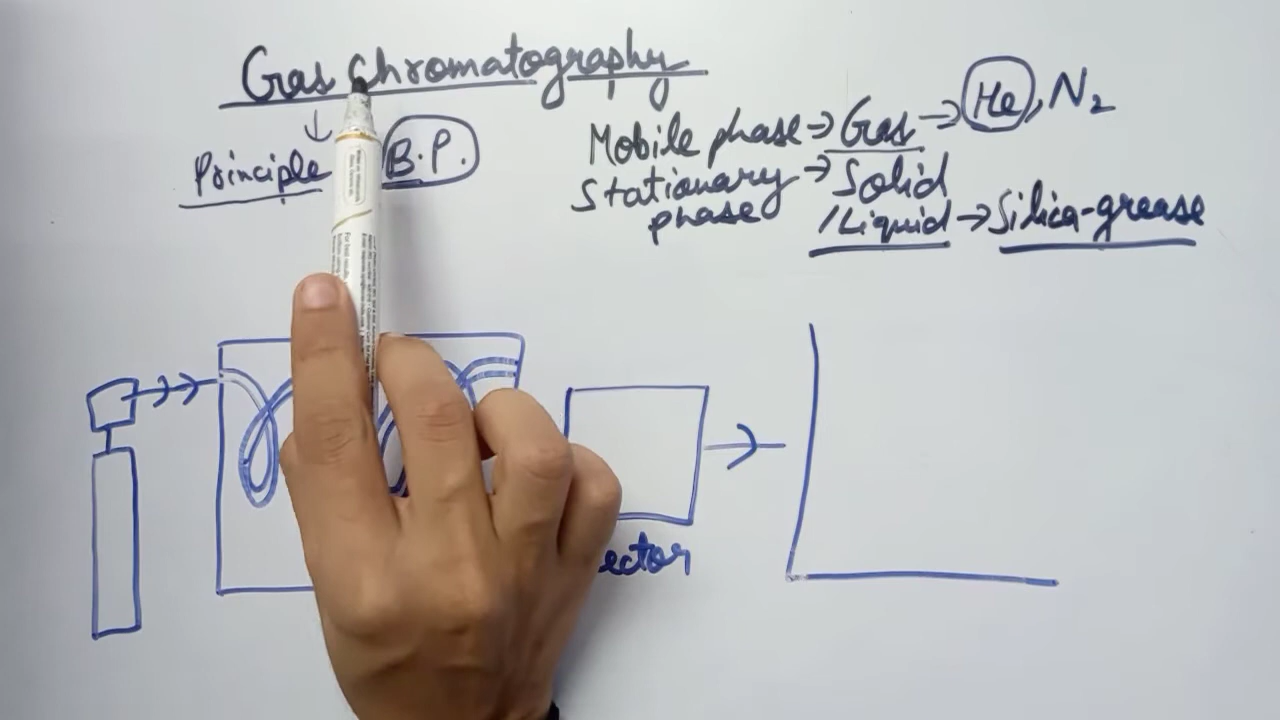 Gas Chromatography
↓
Principle B.P.
Mobile phase → Gas → He, N₂
Stationary phase → Solid
/Liquid → Silica-grease
ector